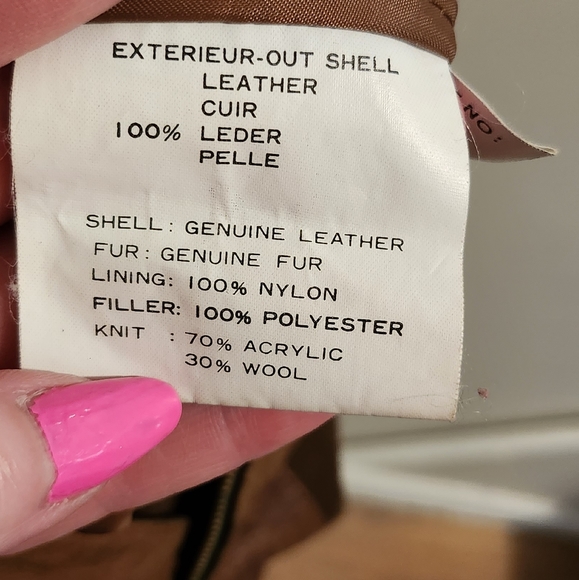 EXTERIEUR-OUT SHELL
LEATHER
CUIR
100% LEDER
PELLE
SHELL: GENUINE LEATHER
FUR: GENUINE FUR
LINING: 100% NYLON
FILLER: 100% POLYESTER
KNIT : 70% ACRYLIC
30% WOOL
NO: